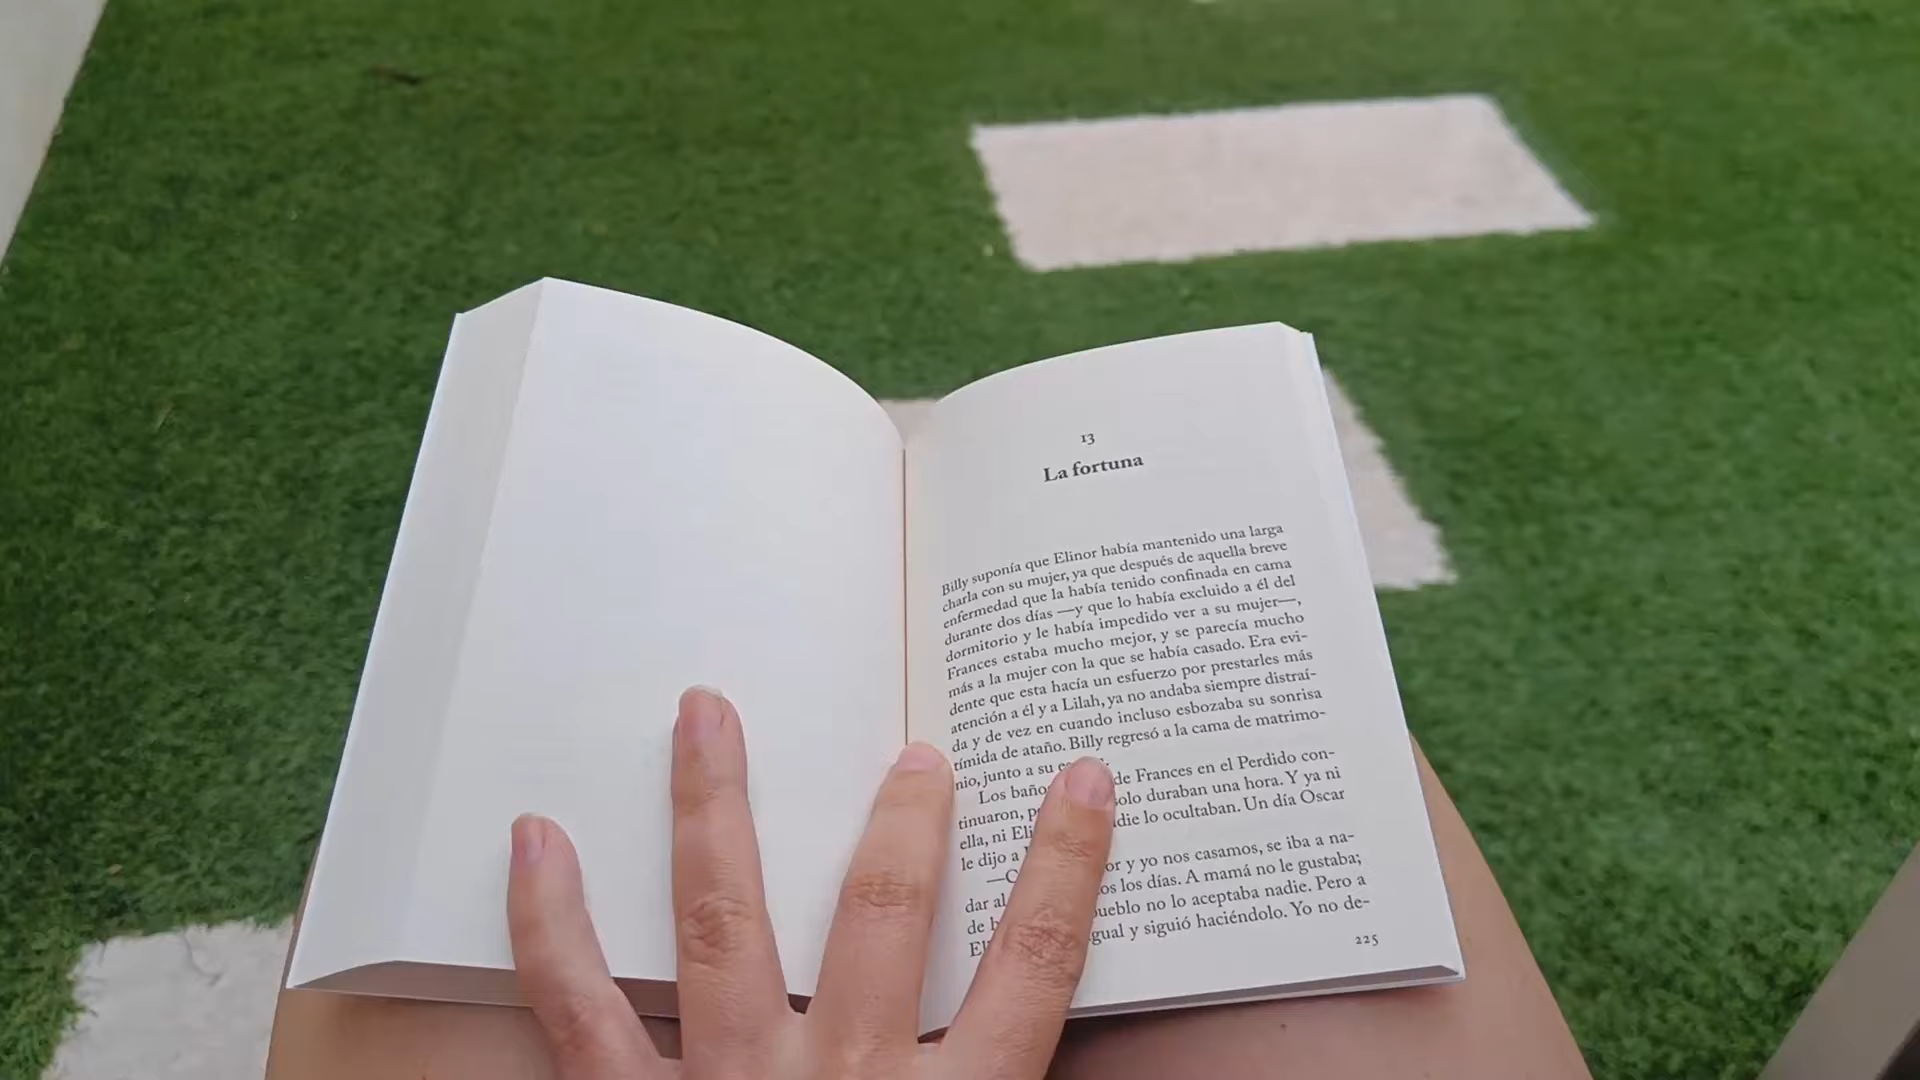 13
La fortuna
Billy suponía que Elinor había mantenido una larga
charla con su mujer, ya que después de aquella breve
enfermedad que la había tenido confinada en cama
durante dos días —y que lo había excluido a él del
dormitorio y le había impedido ver a su mujer—,
Frances estaba mucho mejor, y se parecía mucho
más a la mujer con la que se había casado. Era evi-
dente que esta hacía un esfuerzo por prestarles más
atención a él y a Lilah, ya no andaba siempre distraí-
da y de vez en cuando incluso esbozaba su sonrisa
tímida de ataño. Billy regresó a la cama de matrimo-
nio, junto a su
Los baños de Frances en el Perdido con-
tinuaron, solo duraban una hora. Y ya ni
ella, ni nadie lo ocultaban. Un día Oscar
le dijo a
y yo nos casamos, se iba a na-
dar al los días. A mamá no le gustaba;
de pueblo no lo aceptaba nadie. Pero a
igual y siguió haciéndolo. Yo no de-
225